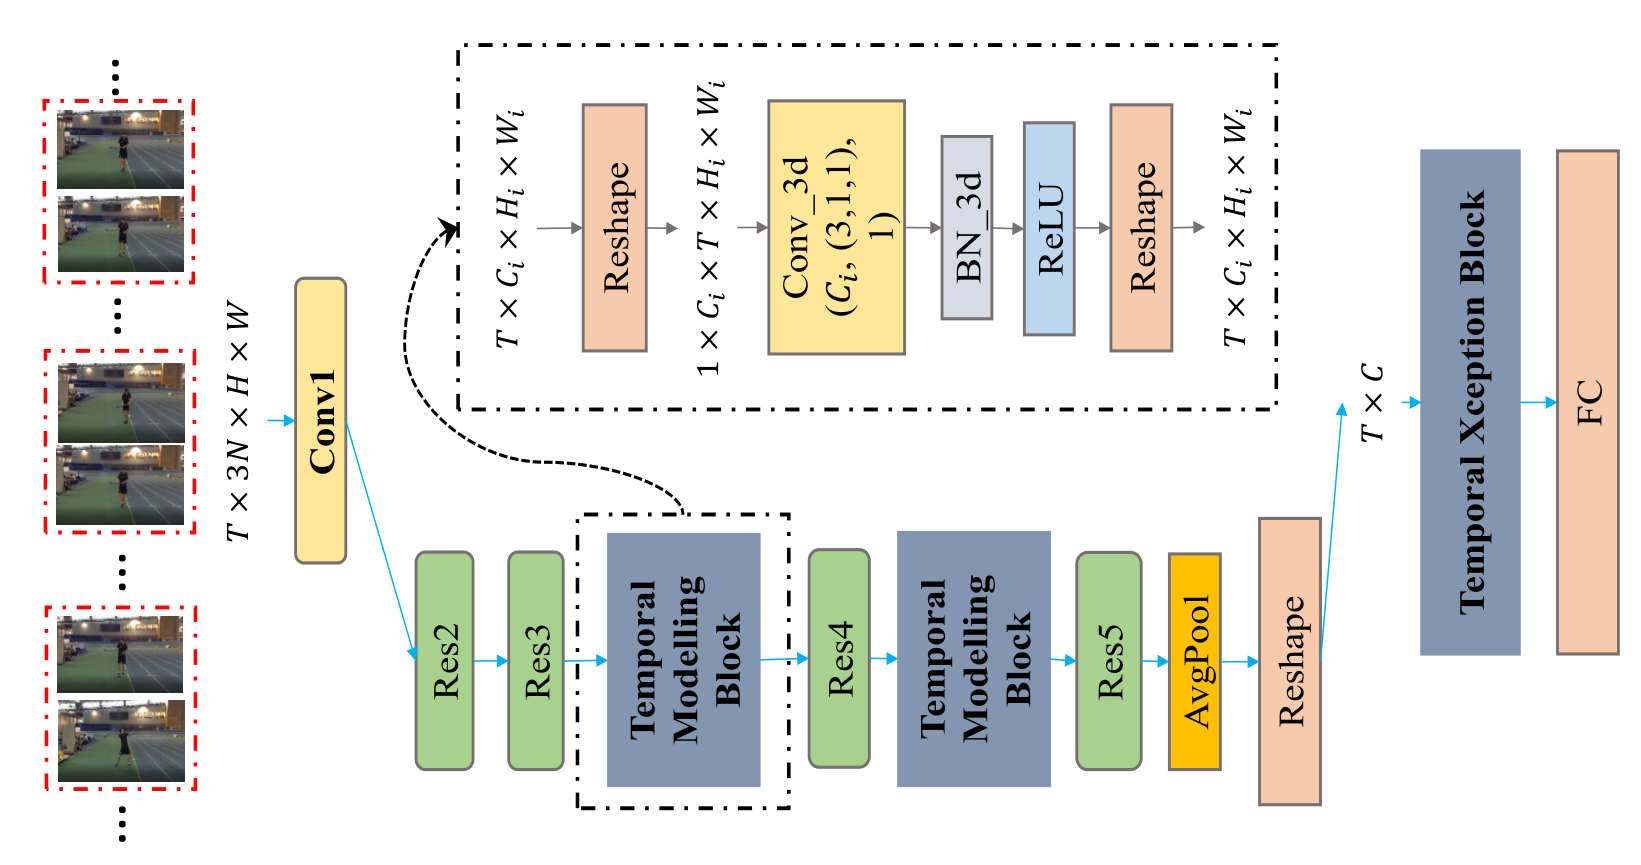 T × 3N × H × W
Conv1
Res2
Res3
Temporal
Modelling
Block
Res4
Temporal
Modelling
Block
Res5
AvgPool
Reshape
T × C
Temporal Xception Block
FC
T × C_i × H_i × W_i
Reshape
1 × C_i × T × H_i × W_i
Conv_3d
(C_i, (3,1,1),
1)
BN_3d
ReLU
Reshape
T × C_i × H_i × W_i